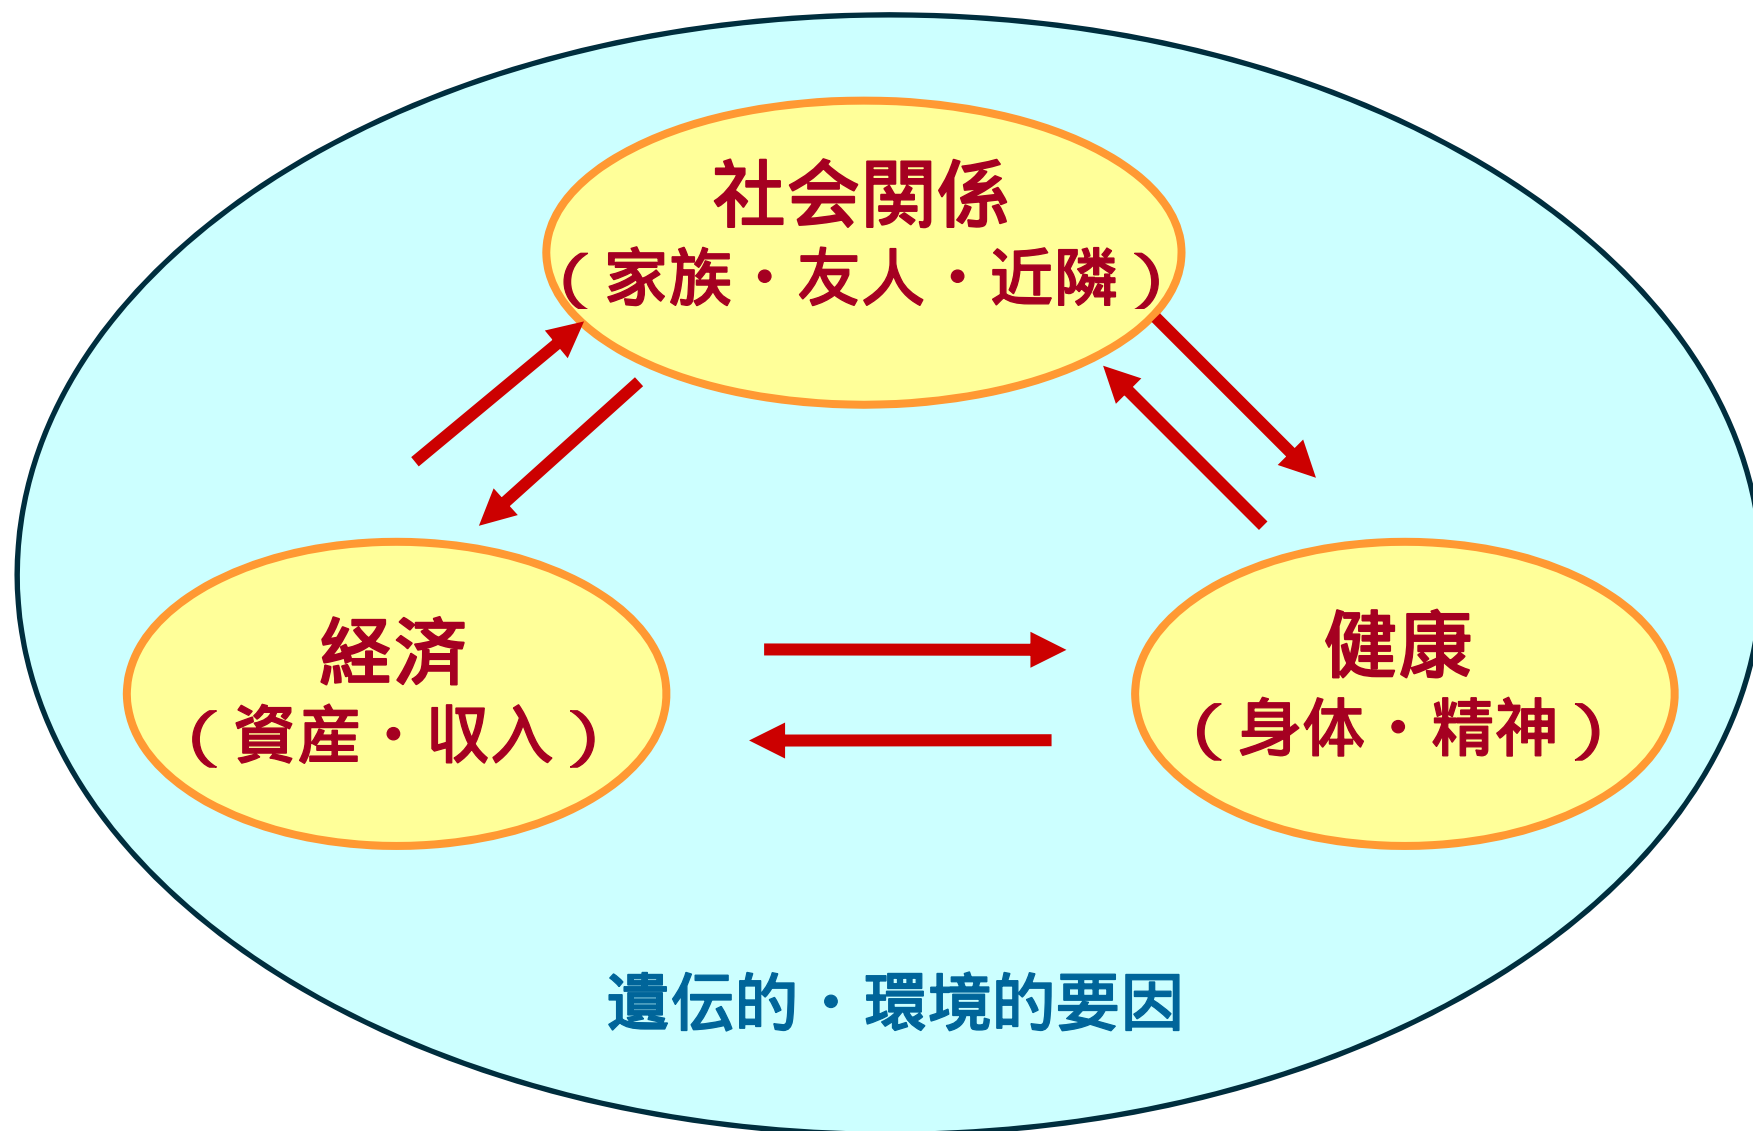 社会関係
（家族・友人・近隣）
経済
（資産・収入）
健康
（身体・精神）
遺伝的・環境的要因